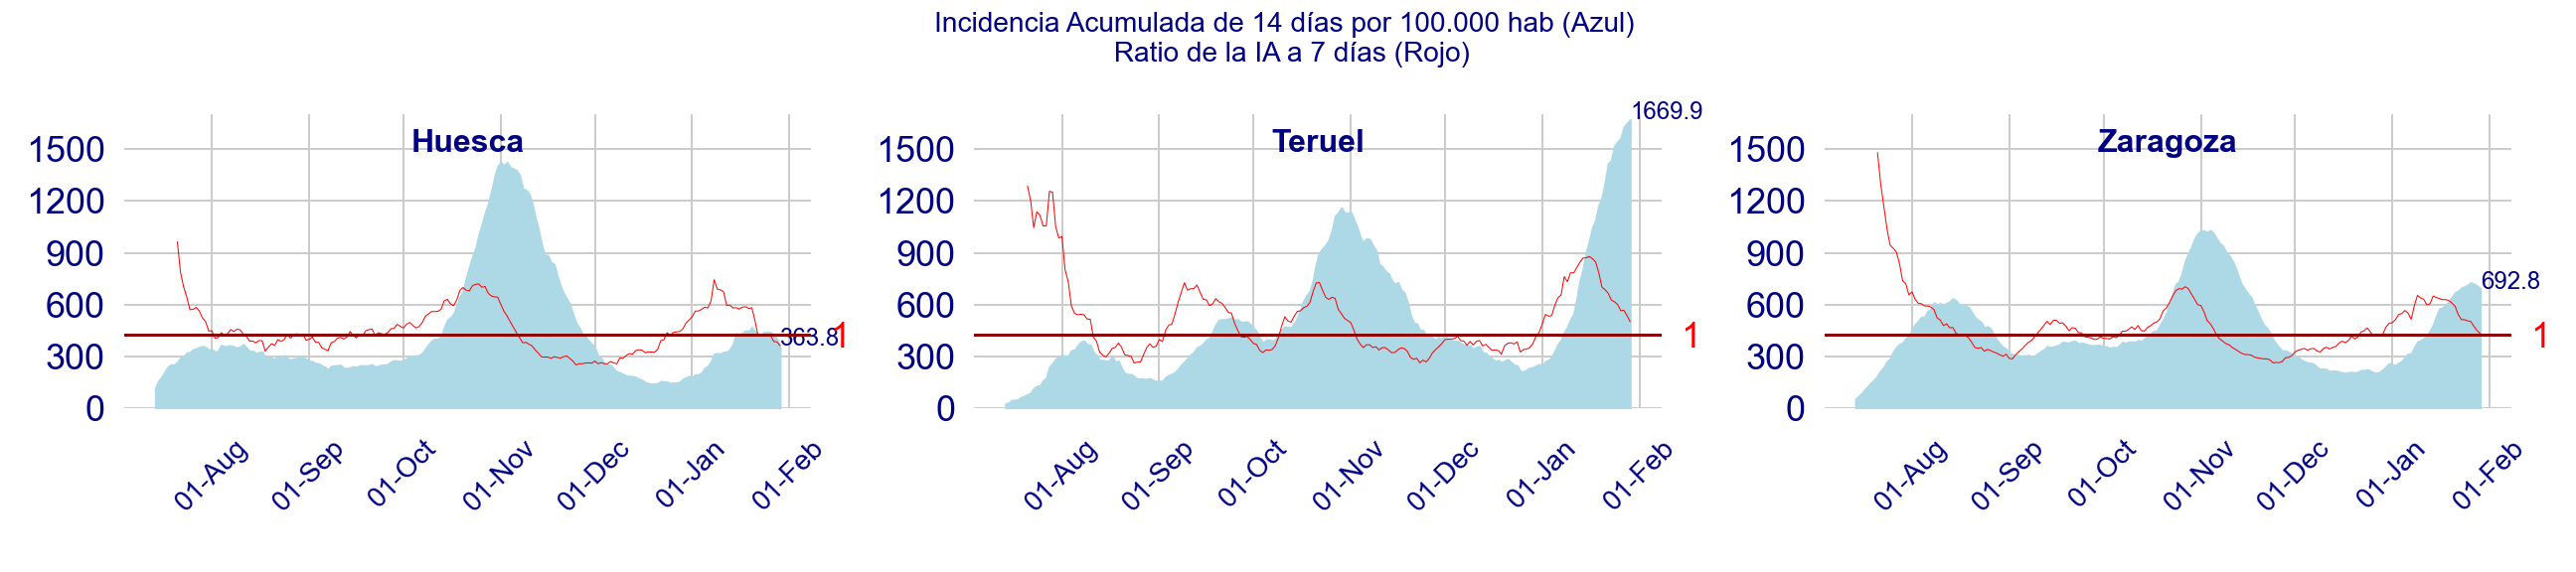 Incidencia Acumulada de 14 días por 100.000 hab (Azul)
Ratio de la IA a 7 días (Rojo)
Huesca
1500
1200
900
600
300
0
363.8
1
01-Aug
01-Sep
01-Oct
01-Nov
01-Dec
01-Jan
01-Feb
Teruel
1669.9
1500
1200
900
600
300
0
1
01-Aug
01-Sep
01-Oct
01-Nov
01-Dec
01-Jan
01-Feb
Zaragoza
1500
1200
900
600
300
0
692.8
1
01-Aug
01-Sep
01-Oct
01-Nov
01-Dec
01-Jan
01-Feb